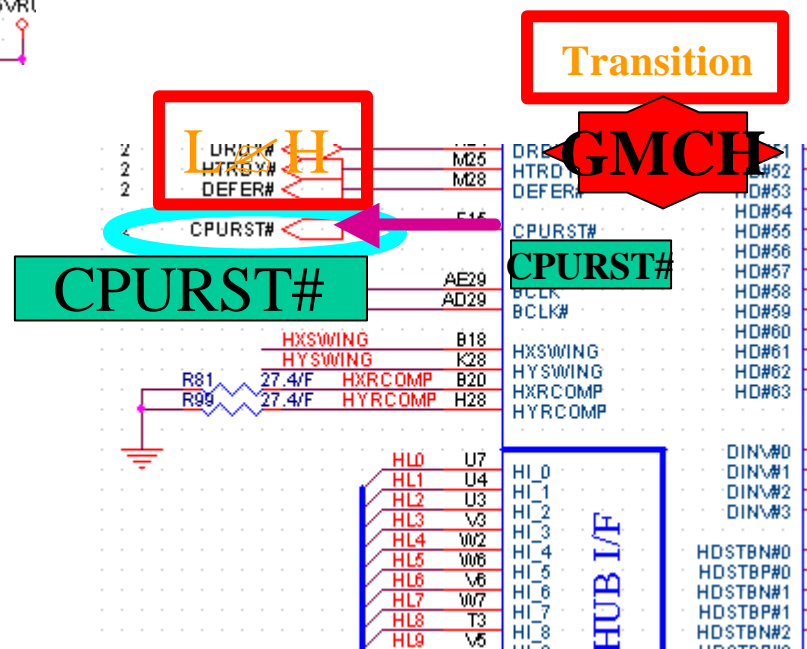 Transition
L H
GMCH
2 HTRDY# M25 HTRD HD#52
2 DEFER# M28 DEFER# HD#53
HD#54
CPURST# CPURST# HD#55
HD#56
CPURST#
CPURST#
HD#57
AE29 BCLK HD#58
AD29 BCLK# HD#59
HD#60
HXSWING B18 HXSWING HD#61
HYSWING K28 HYSWING HD#62
R81 27.4/F HXRCOMP B20 HXRCOMP HD#63
R99 27.4/F HYRCOMP H28 HYRCOMP
DINV#0
HL0 U7 HI_0 DINV#1
HL1 U4 HI_1 DINV#2
HL2 U3 HI_2 DINV#3
HL3 V3 HI_3
HL4 W2 HI_4 HDSTBN#0
HL5 W6 HI_5 HDSTBP#0
HL6 V6 HI_6 HDSTBN#1
HL7 W7 HI_7 HDSTBP#1
HL8 T3 HI_8 HDSTBN#2
HL9 V5
HUB I/F